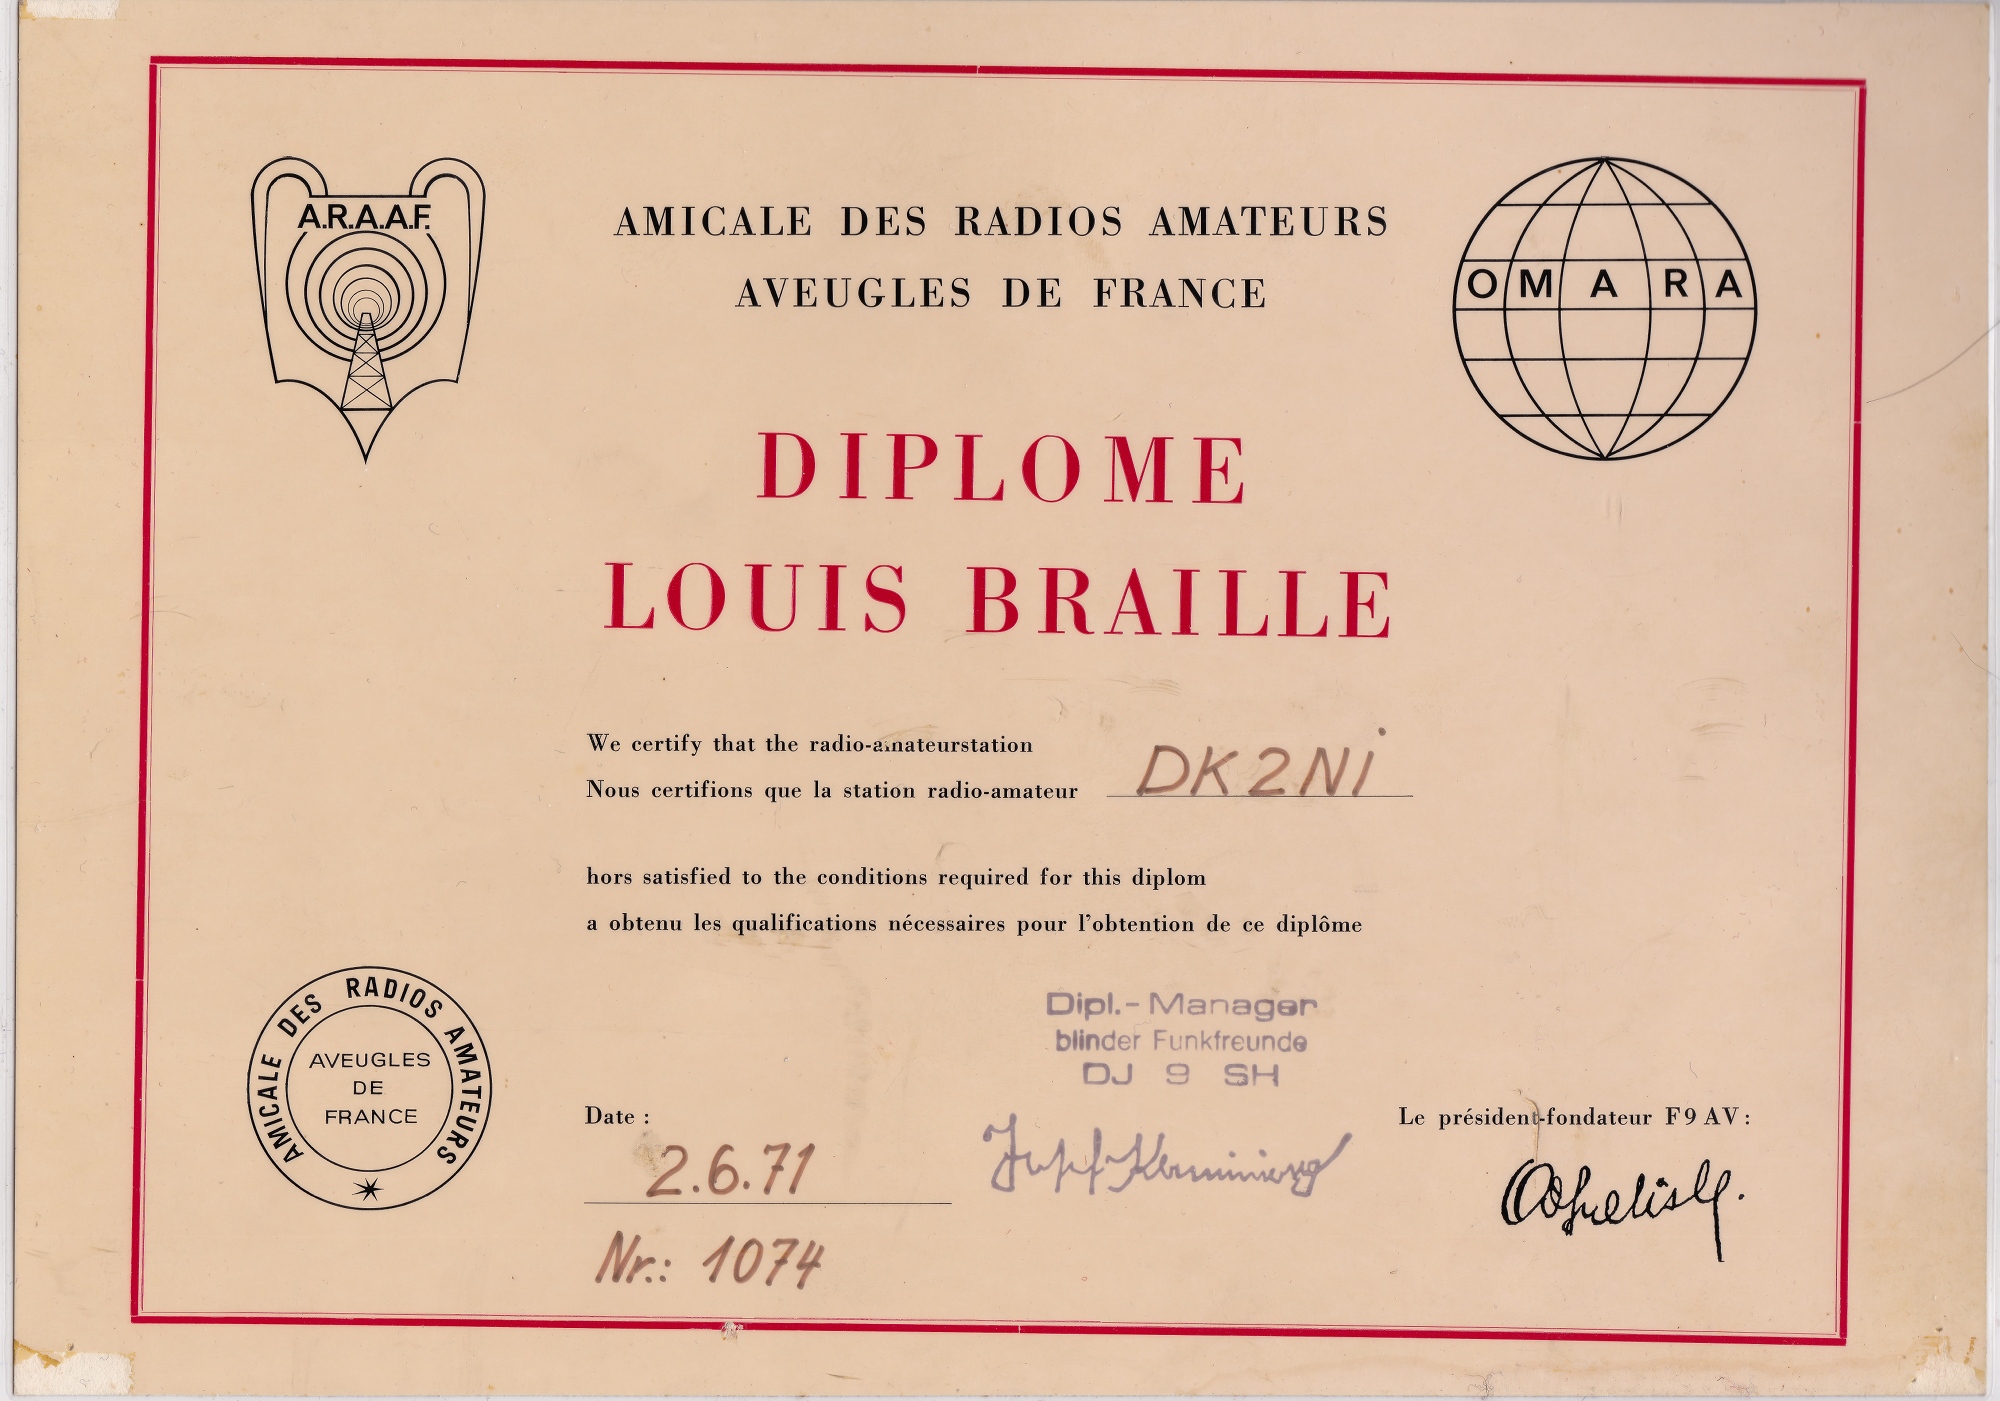 A.R.A.A.F.
AMICALE DES RADIOS AMATEURS
AVEUGLES DE FRANCE
OMARA
DIPLOME
LOUIS BRAILLE
We certify that the radio-amateurstation
Nous certifions que la station radio-amateur DK2Ni
hors satisfied to the conditions required for this diplom
a obtenu les qualifications nécessaires pour l'obtention de ce diplôme
AMICALE DES RADIOS AMATEURS
AVEUGLES
DE
FRANCE
Dipl.-Manager
blinder Funkfreunde
DJ 9 SH
Date :
2.6.71
Le président-fondateur F9AV :
Nr.: 1074